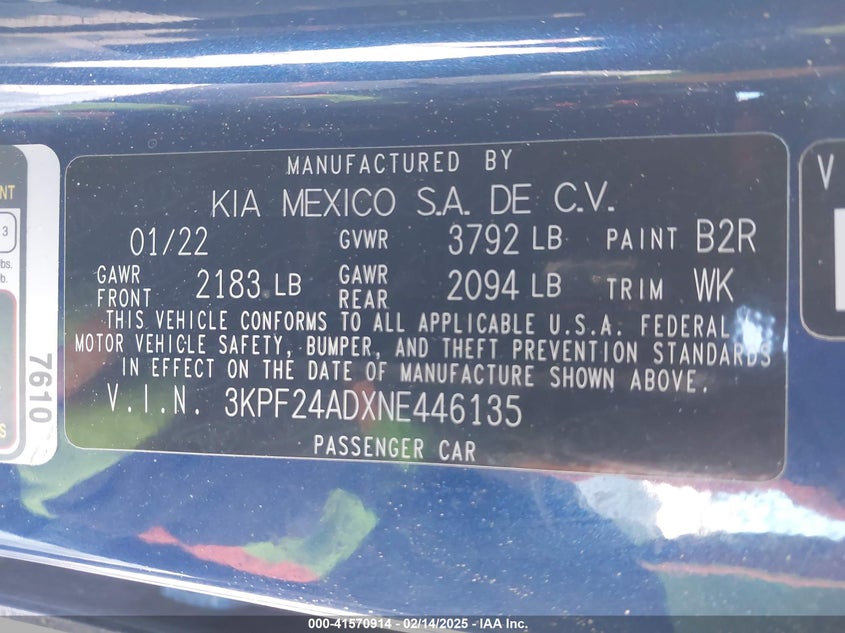 MANUFACTURED BY
KIA MEXICO S.A. DE C.V.
01/22 GVWR 3792 LB PAINT B2R
GAWR FRONT 2183 LB GAWR REAR 2094 LB TRIM WK
THIS VEHICLE CONFORMS TO ALL APPLICABLE U.S.A. FEDERAL
MOTOR VEHICLE SAFETY, BUMPER, AND THEFT PREVENTION STANDARDS
IN EFFECT ON THE DATE OF MANUFACTURE SHOWN ABOVE.
V.I.N. 3KPF24ADXNE446135
PASSENGER CAR
7610
NT
3
bs.
b.
S
V
000-41570914 - 02/14/2025 - IAA Inc.